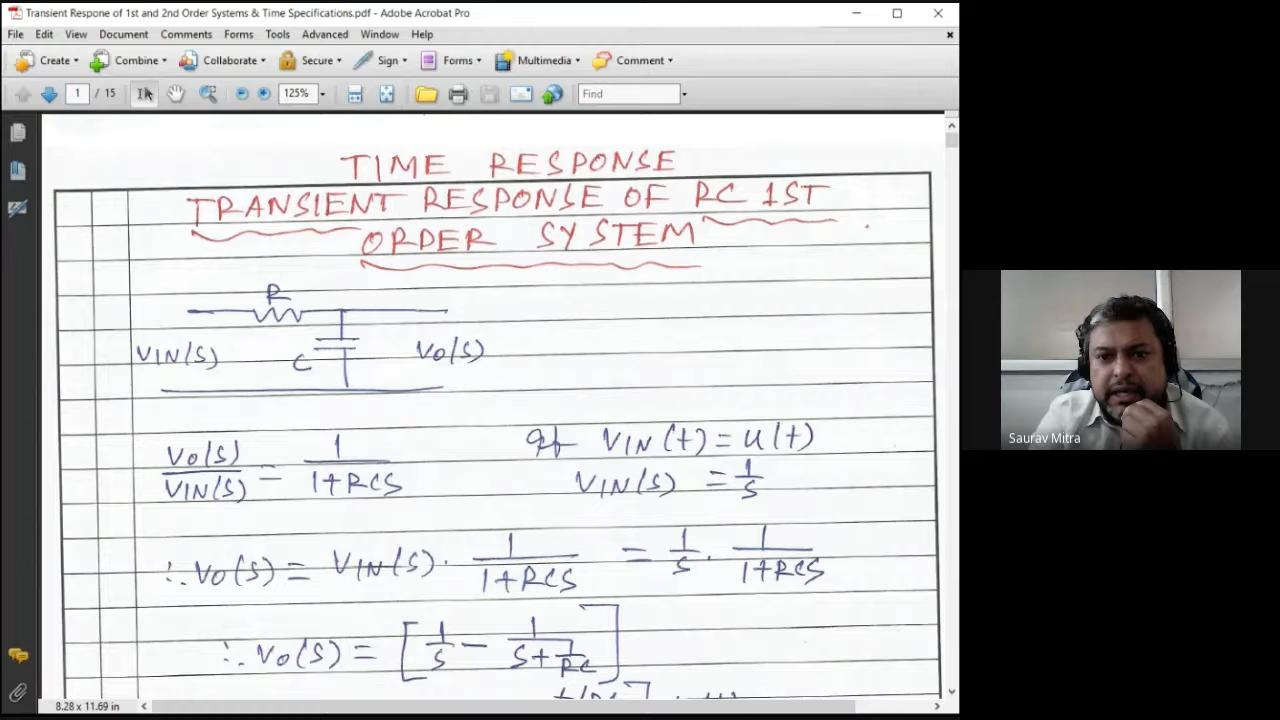 Transient Respone of 1st and 2nd Order Systems & Time Specifications.pdf - Adobe Acrobat Pro
File Edit View Document Comments Forms Tools Advanced Window Help
Create Combine Collaborate Secure Sign Forms Multimedia Comment
1 / 15 125% Find
TIME RESPONSE
TRANSIENT RESPONSE OF RC 1ST
ORDER SYSTEM
R
VIN(S) C VO(S)
VO(S)/VIN(S) = 1/(1+RCS) If VIN(t) = u(t)
VIN(S) = 1/S
∴ VO(S) = VIN(S) · 1/(1+RCS) = 1/S · 1/(1+RCS)
∴ VO(S) = [1/S − 1/(S + 1/RC)]
8.28 x 11.69 in
Saurav Mitra